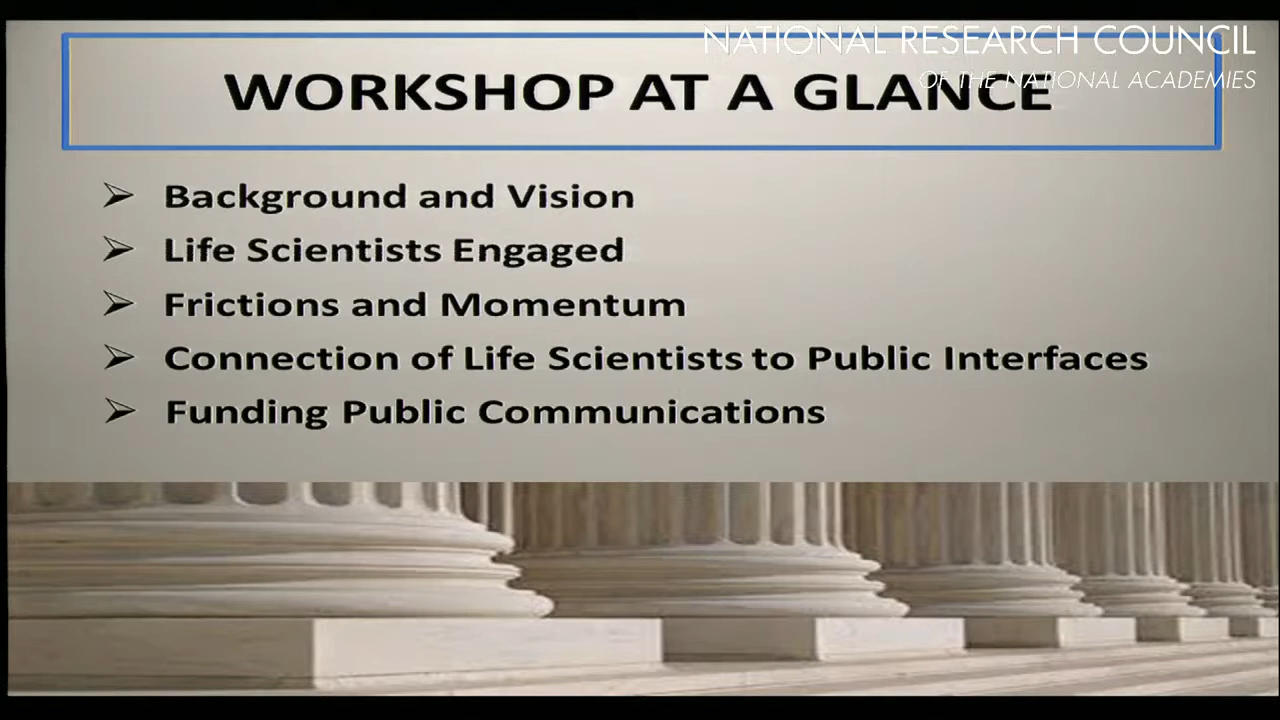 NATIONAL RESEARCH COUNCIL
OF THE NATIONAL ACADEMIES
WORKSHOP AT A GLANCE
Background and Vision
Life Scientists Engaged
Frictions and Momentum
Connection of Life Scientists to Public Interfaces
Funding Public Communications